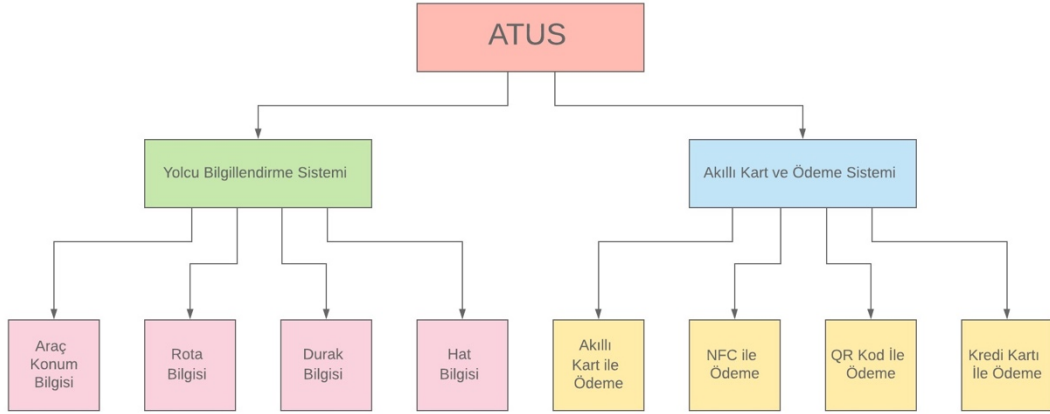 ATUS
Yolcu Bilgillendirme Sistemi
Akıllı Kart ve Ödeme Sistemi
Araç
Konum
Bilgisi
Rota
Bilgisi
Durak
Bilgisi
Hat
Bilgisi
Akıllı
Kart ile
Ödeme
NFC ile
Ödeme
QR Kod İle
Ödeme
Kredi Kartı
İle Ödeme